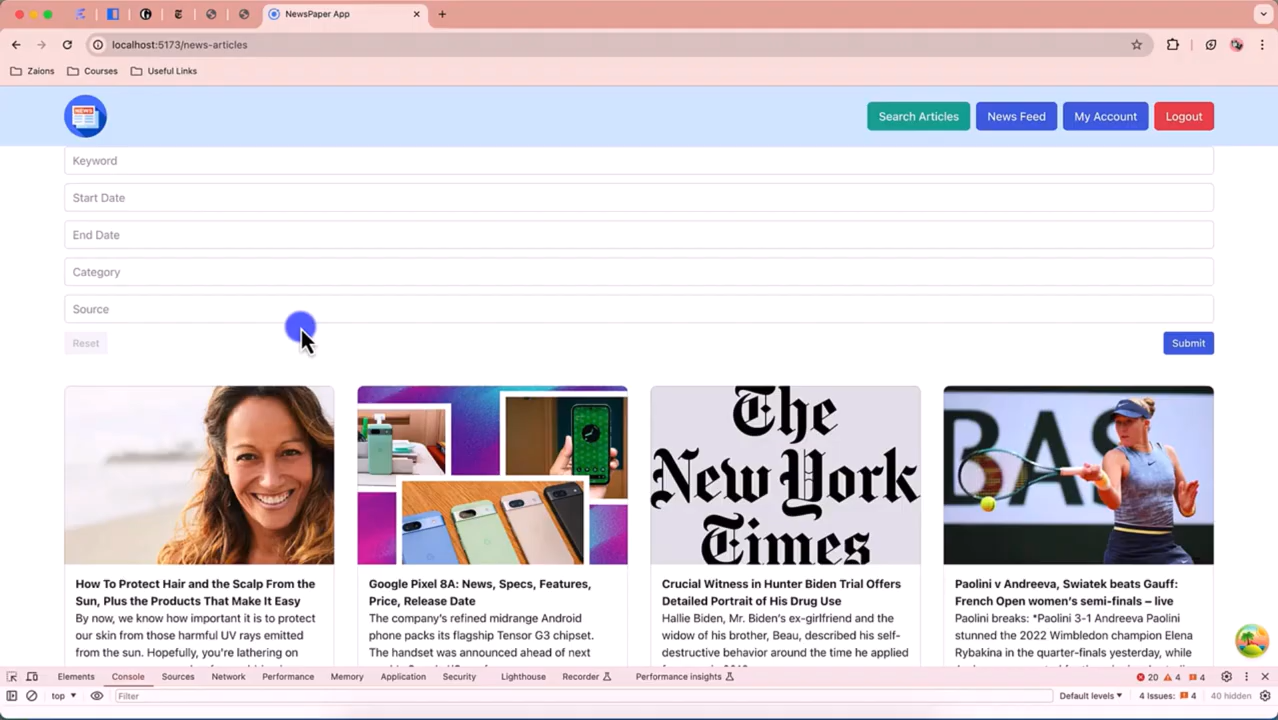 NewsPaper App
localhost:5173/news-articles
Zaions Courses Useful Links
NEWS
Search Articles News Feed My Account Logout
Keyword
Start Date
End Date
Category
Source
Reset Submit
The
New York
Times
BAS
How To Protect Hair and the Scalp From the
Sun, Plus the Products That Make It Easy
By now, we know how important it is to protect
our skin from those harmful UV rays emitted
from the sun. Hopefully, you're lathering on
Google Pixel 8A: News, Specs, Features,
Price, Release Date
The company's refined midrange Android
phone packs its flagship Tensor G3 chipset.
The handset was announced ahead of next
Crucial Witness in Hunter Biden Trial Offers
Detailed Portrait of His Drug Use
Hallie Biden, Mr. Biden's ex-girlfriend and the
widow of his brother, Beau, described his self-
destructive behavior around the time he applied
Paolini v Andreeva, Swiatek beats Gauff:
French Open women's semi-finals – live
Paolini breaks: *Paolini 3-1 Andreeva Paolini
stunned the 2022 Wimbledon champion Elena
Rybakina in the quarter-finals yesterday, while
Elements Console Sources Network Performance Memory Application Security Lighthouse Recorder Performance insights 20 4 4
top Filter Default levels 4 Issues: 4 40 hidden